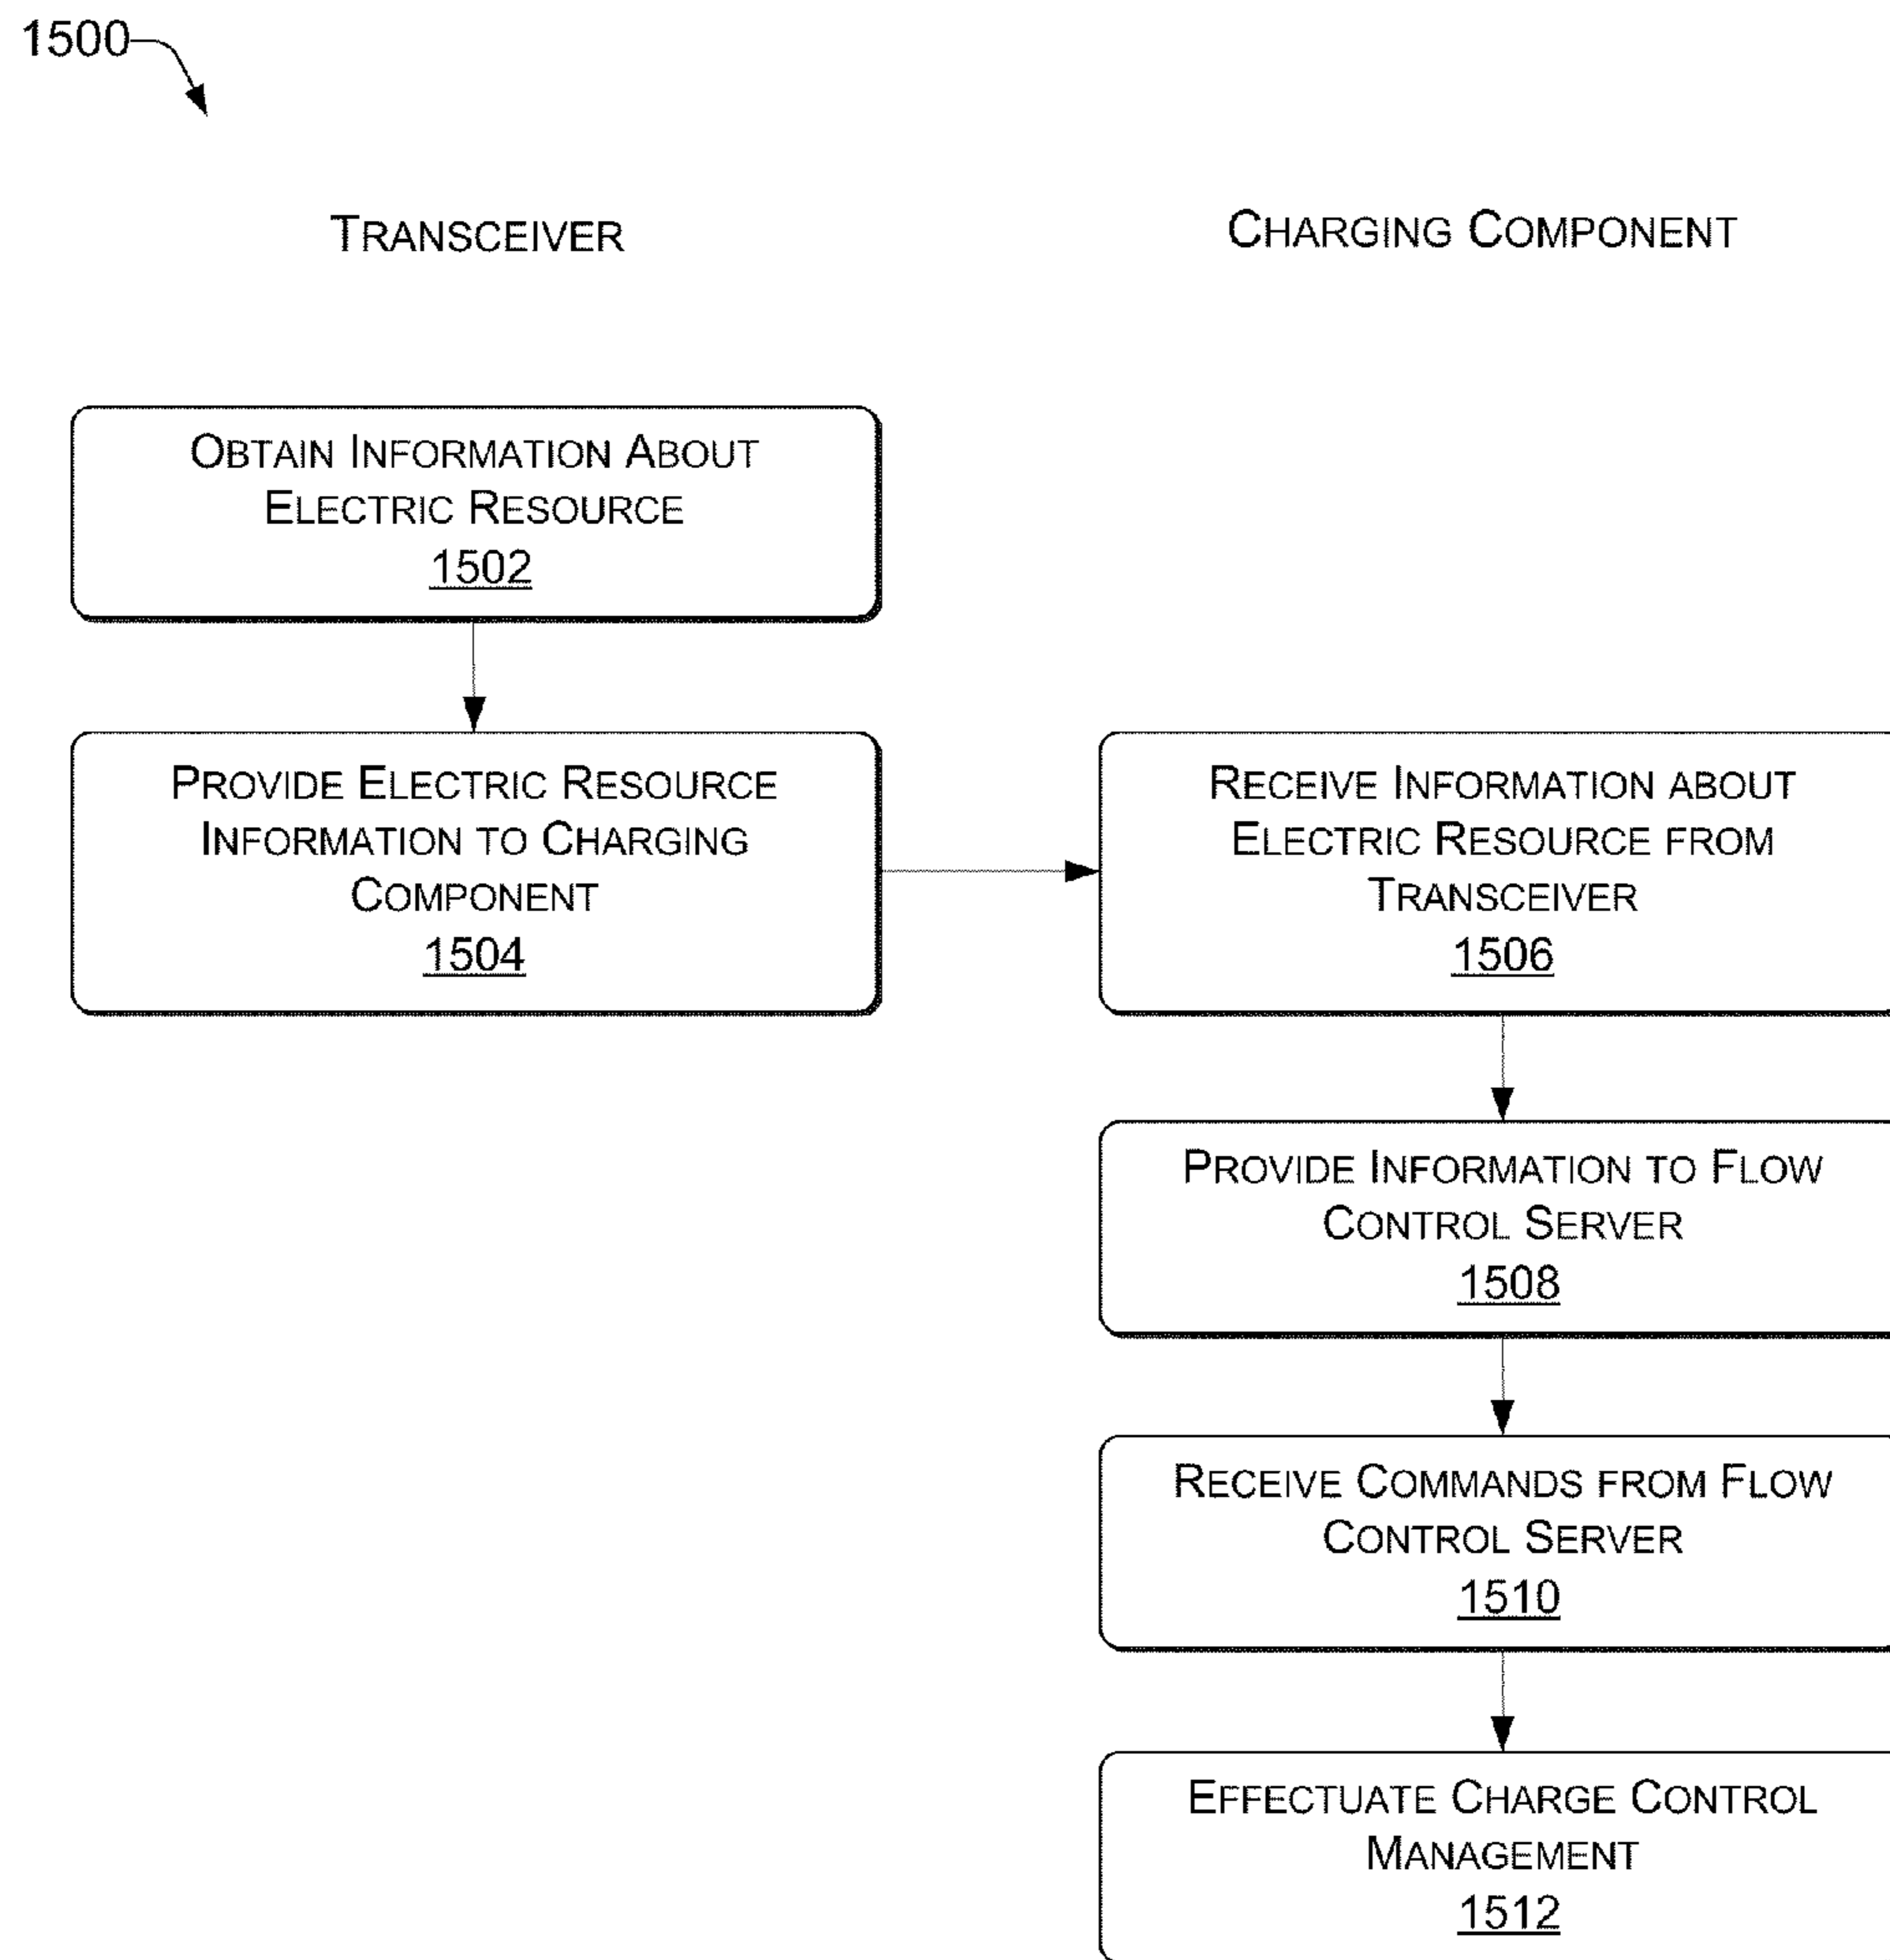 1500
TRANSCEIVER
CHARGING COMPONENT
OBTAIN INFORMATION ABOUT
ELECTRIC RESOURCE
1502
PROVIDE ELECTRIC RESOURCE
INFORMATION TO CHARGING
COMPONENT
1504
RECEIVE INFORMATION ABOUT
ELECTRIC RESOURCE FROM
TRANSCEIVER
1506
PROVIDE INFORMATION TO FLOW
CONTROL SERVER
1508
RECEIVE COMMANDS FROM FLOW
CONTROL SERVER
1510
EFFECTUATE CHARGE CONTROL
MANAGEMENT
1512